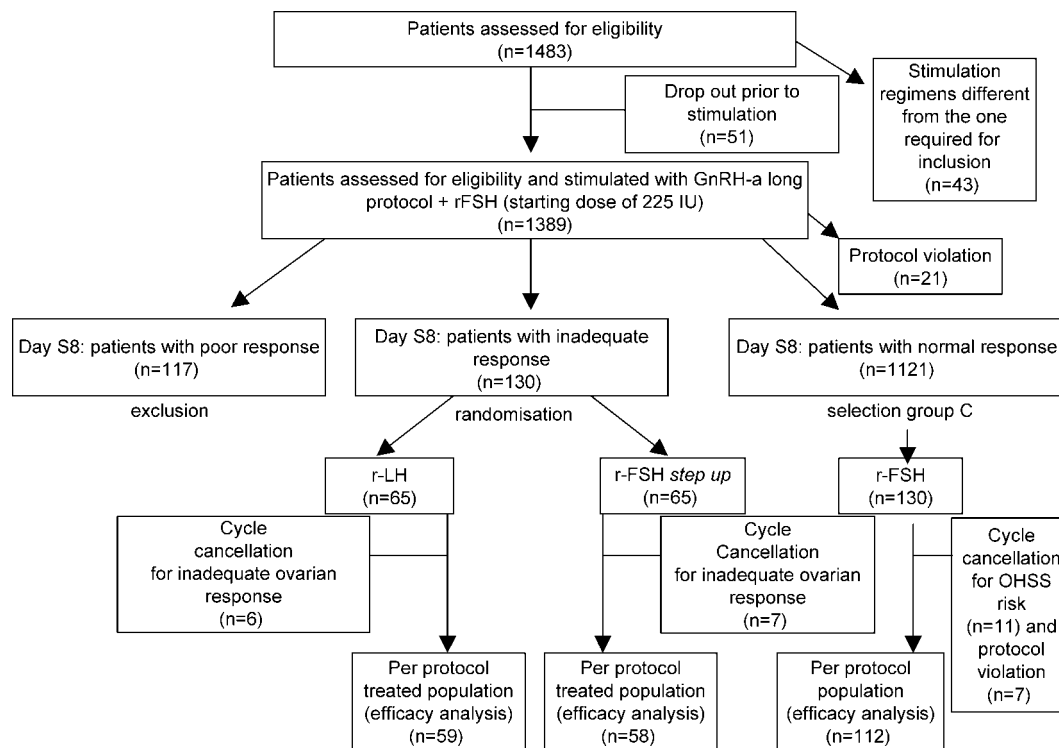 Patients assessed for eligibility
(n=1483)
Stimulation
regimens different
from the one
required for
inclusion
(n=43)
Drop out prior to
stimulation
(n=51)
Patients assessed for eligibility and stimulated with GnRH-a long
protocol + rFSH (starting dose of 225 IU)
(n=1389)
Protocol violation
(n=21)
Day S8: patients with poor response
(n=117)
Day S8: patients with inadequate
response
(n=130)
Day S8: patients with normal response
(n=1121)
exclusion
randomisation
selection group C
r-LH
(n=65)
r-FSH step up
(n=65)
r-FSH
(n=130)
Cycle
cancellation
for inadequate ovarian
response
(n=6)
Cycle
Cancellation
for inadequate ovarian
response
(n=7)
Cycle
cancellation
for OHSS
risk
(n=11) and
protocol
violation
(n=7)
Per protocol
treated population
(efficacy analysis)
(n=59)
Per protocol
treated population
(efficacy analysis)
(n=58)
Per protocol
population
(efficacy analysis)
(n=112)